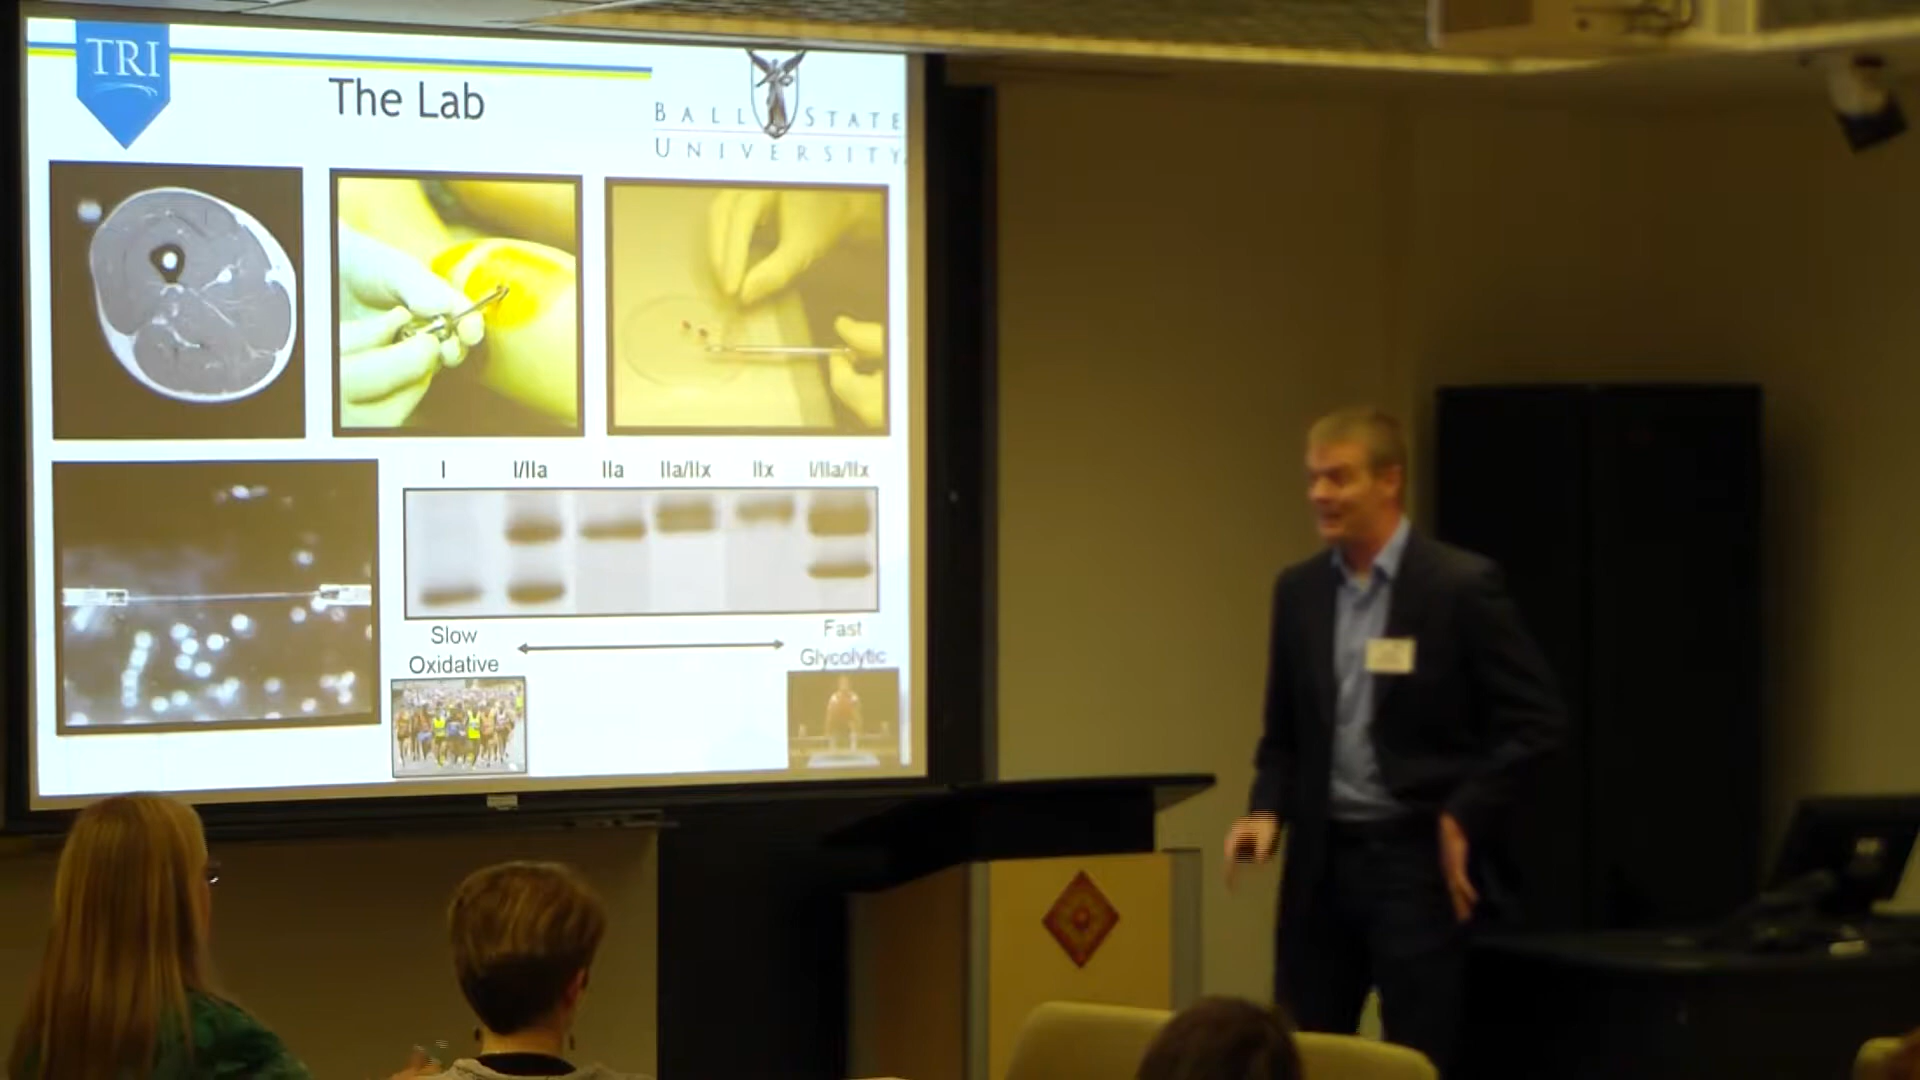 TRI
The Lab
BALL STATE
UNIVERSITY
I I/IIa IIa IIa/IIx IIx I/IIa/IIx
Slow
Oxidative
Fast
Glycolytic